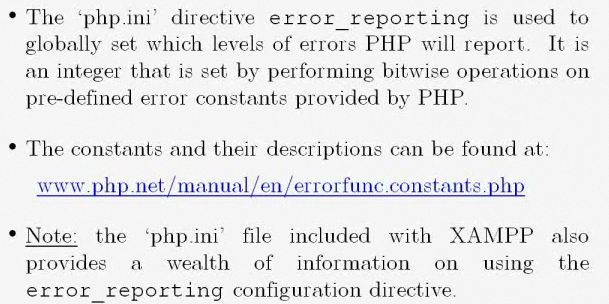 • The ‘php.ini’ directive error_reporting is used to
globally set which levels of errors PHP will report. It is
an integer that is set by performing bitwise operations on
pre-defined error constants provided by PHP.
• The constants and their descriptions can be found at:
www.php.net/manual/en/errorfunc.constants.php
• Note: the ‘php.ini’ file included with XAMPP also
provides a wealth of information on using the
error_reporting configuration directive.